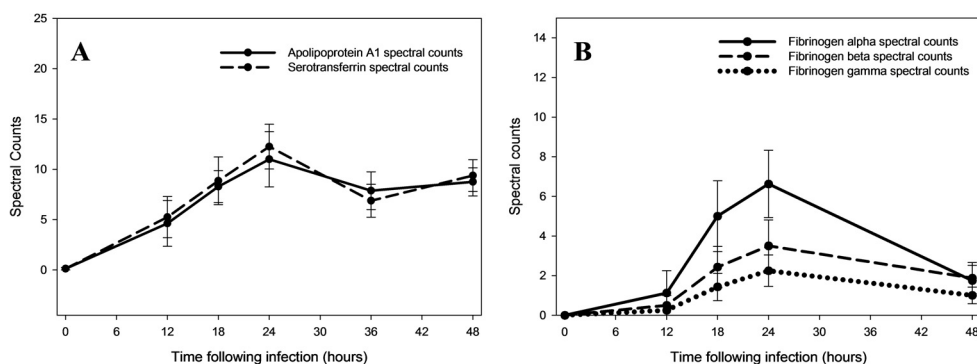 A
Apolipoprotein A1 spectral counts
Serotransferrin spectral counts
Spectral Counts
25
20
15
10
5
0
0 6 12 18 24 30 36 42 48
Time following infection (hours)
B
Fibrinogen alpha spectral counts
Fibrinogen beta spectral counts
Fibrinogen gamma spectral counts
Spectral counts
14
12
10
8
6
4
2
0
0 6 12 18 24 30 36 42 48
Time following infection (hours)